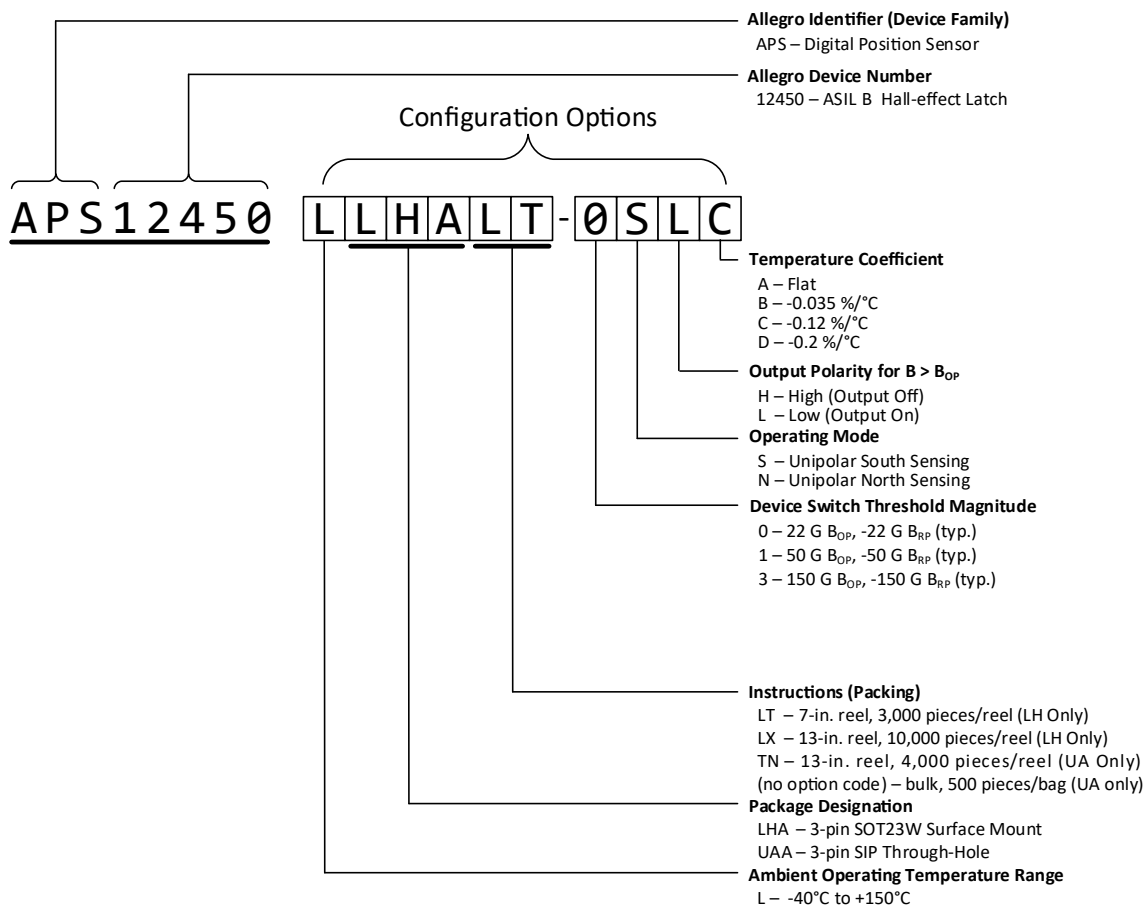 Allegro Identifier (Device Family)
APS – Digital Position Sensor
Allegro Device Number
12450 – ASIL B Hall-effect Latch
Configuration Options
APS12450 LLHALT-0SLC
Temperature Coefficient
A – Flat
B – -0.035 %/°C
C – -0.12 %/°C
D – -0.2 %/°C
Output Polarity for B > BOP
H – High (Output Off)
L – Low (Output On)
Operating Mode
S – Unipolar South Sensing
N – Unipolar North Sensing
Device Switch Threshold Magnitude
0 – 22 G BOP, -22 G BRP (typ.)
1 – 50 G BOP, -50 G BRP (typ.)
3 – 150 G BOP, -150 G BRP (typ.)
Instructions (Packing)
LT – 7-in. reel, 3,000 pieces/reel (LH Only)
LX – 13-in. reel, 10,000 pieces/reel (LH Only)
TN – 13-in. reel, 4,000 pieces/reel (UA Only)
(no option code) – bulk, 500 pieces/bag (UA only)
Package Designation
LHA – 3-pin SOT23W Surface Mount
UAA – 3-pin SIP Through-Hole
Ambient Operating Temperature Range
L – -40°C to +150°C